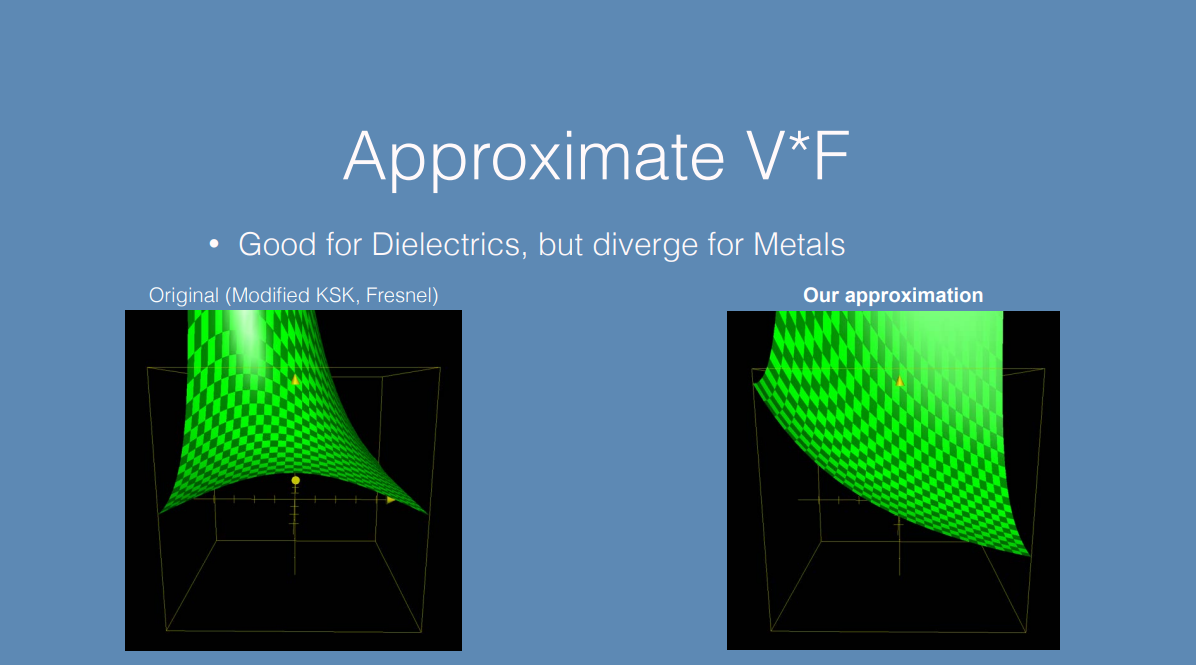 Approximate V*F
• Good for Dielectrics, but diverge for Metals
Original (Modified KSK, Fresnel)
Our approximation